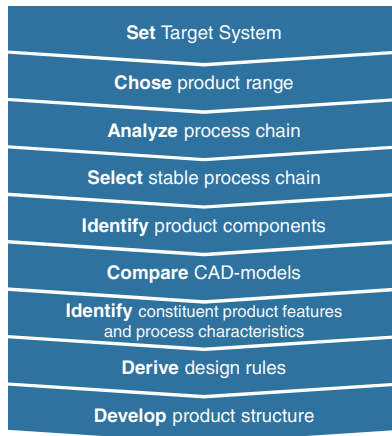 Set Target System
Chose product range
Analyze process chain
Select stable process chain
Identify product components
Compare CAD-models
Identify constituent product features
and process characteristics
Derive design rules
Develop product structure